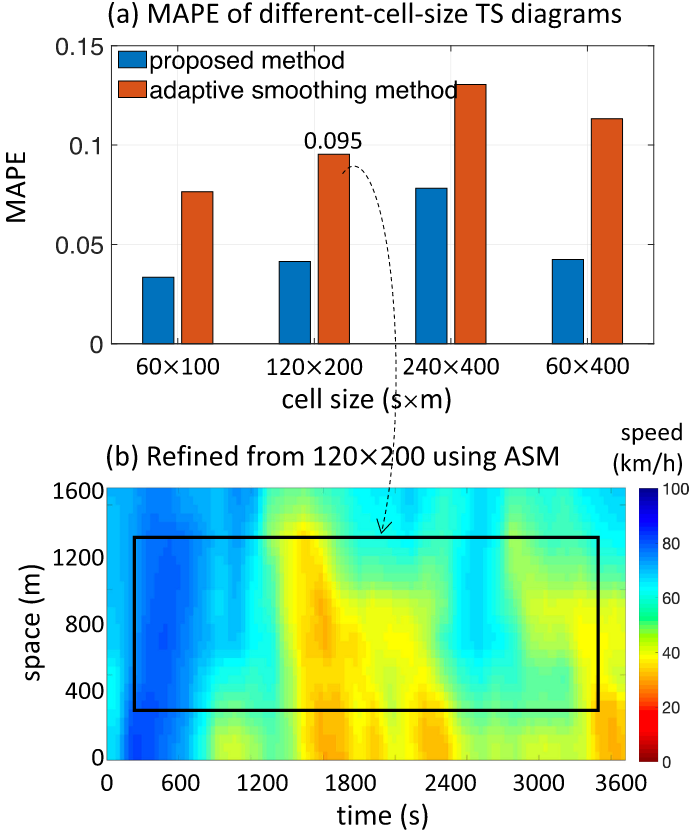 (a) MAPE of different-cell-size TS diagrams
0.15
proposed method
adaptive smoothing method
0.1
0.095
MAPE
0.05
0
60×100 120×200 240×400 60×400
cell size (s×m)
speed
(km/h)
(b) Refined from 120×200 using ASM
1600
1200
800
400
0
space (m)
100
80
60
40
20
0
0 600 1200 1800 2400 3000 3600
time (s)